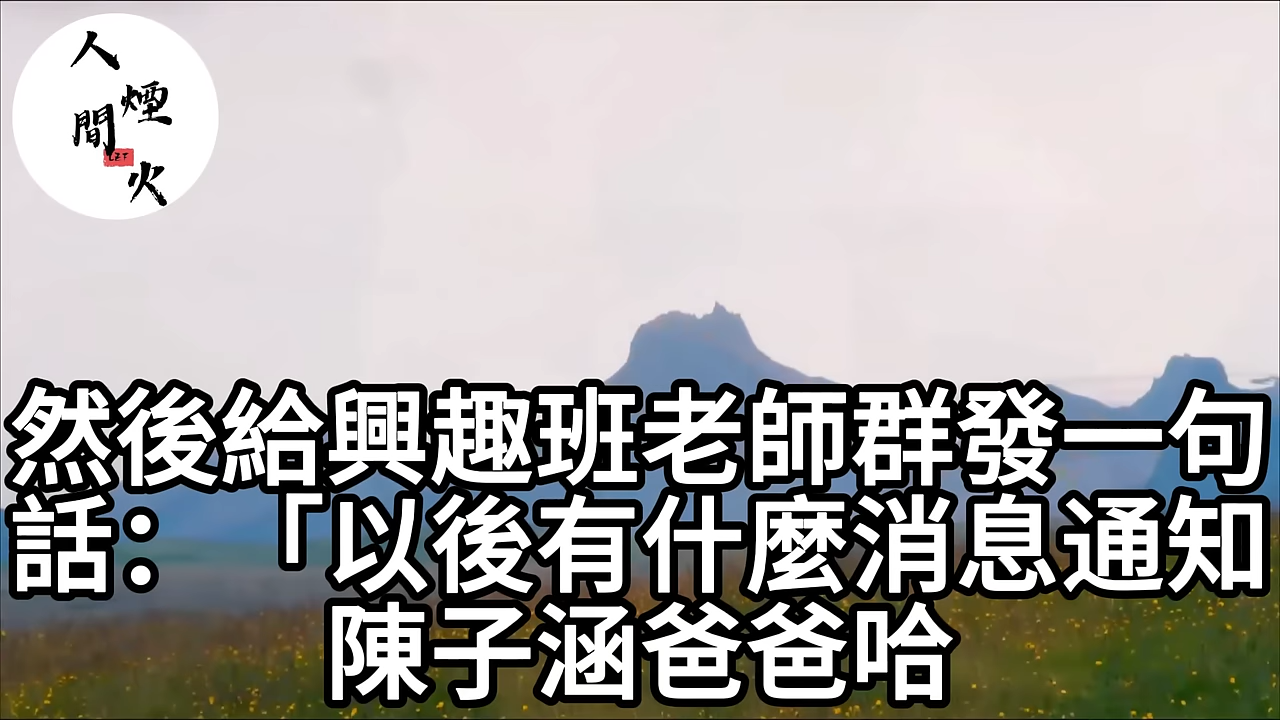 人間煙火
LZT
然後給興趣班老師群發一句
話：「以後有什麼消息通知
陳子涵爸爸哈